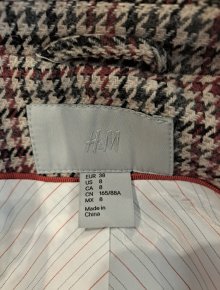 H&M
EUR 38
US 8
CA 8
CN 165/88A
MX 8
Made in
China